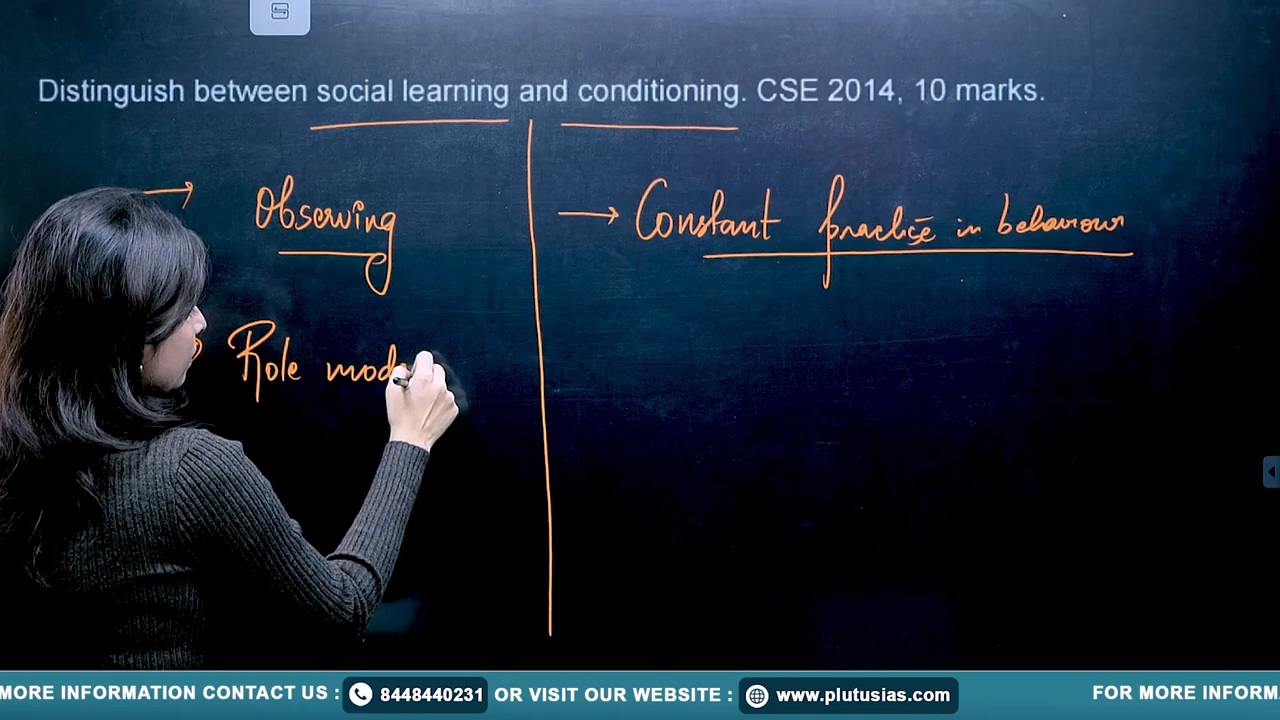 Distinguish between social learning and conditioning. CSE 2014, 10 marks.
Observing
Constant practice in behaviour
Role mod
MORE INFORMATION CONTACT US : 8448440231 OR VISIT OUR WEBSITE : www.plutusias.com FOR MORE INFORM